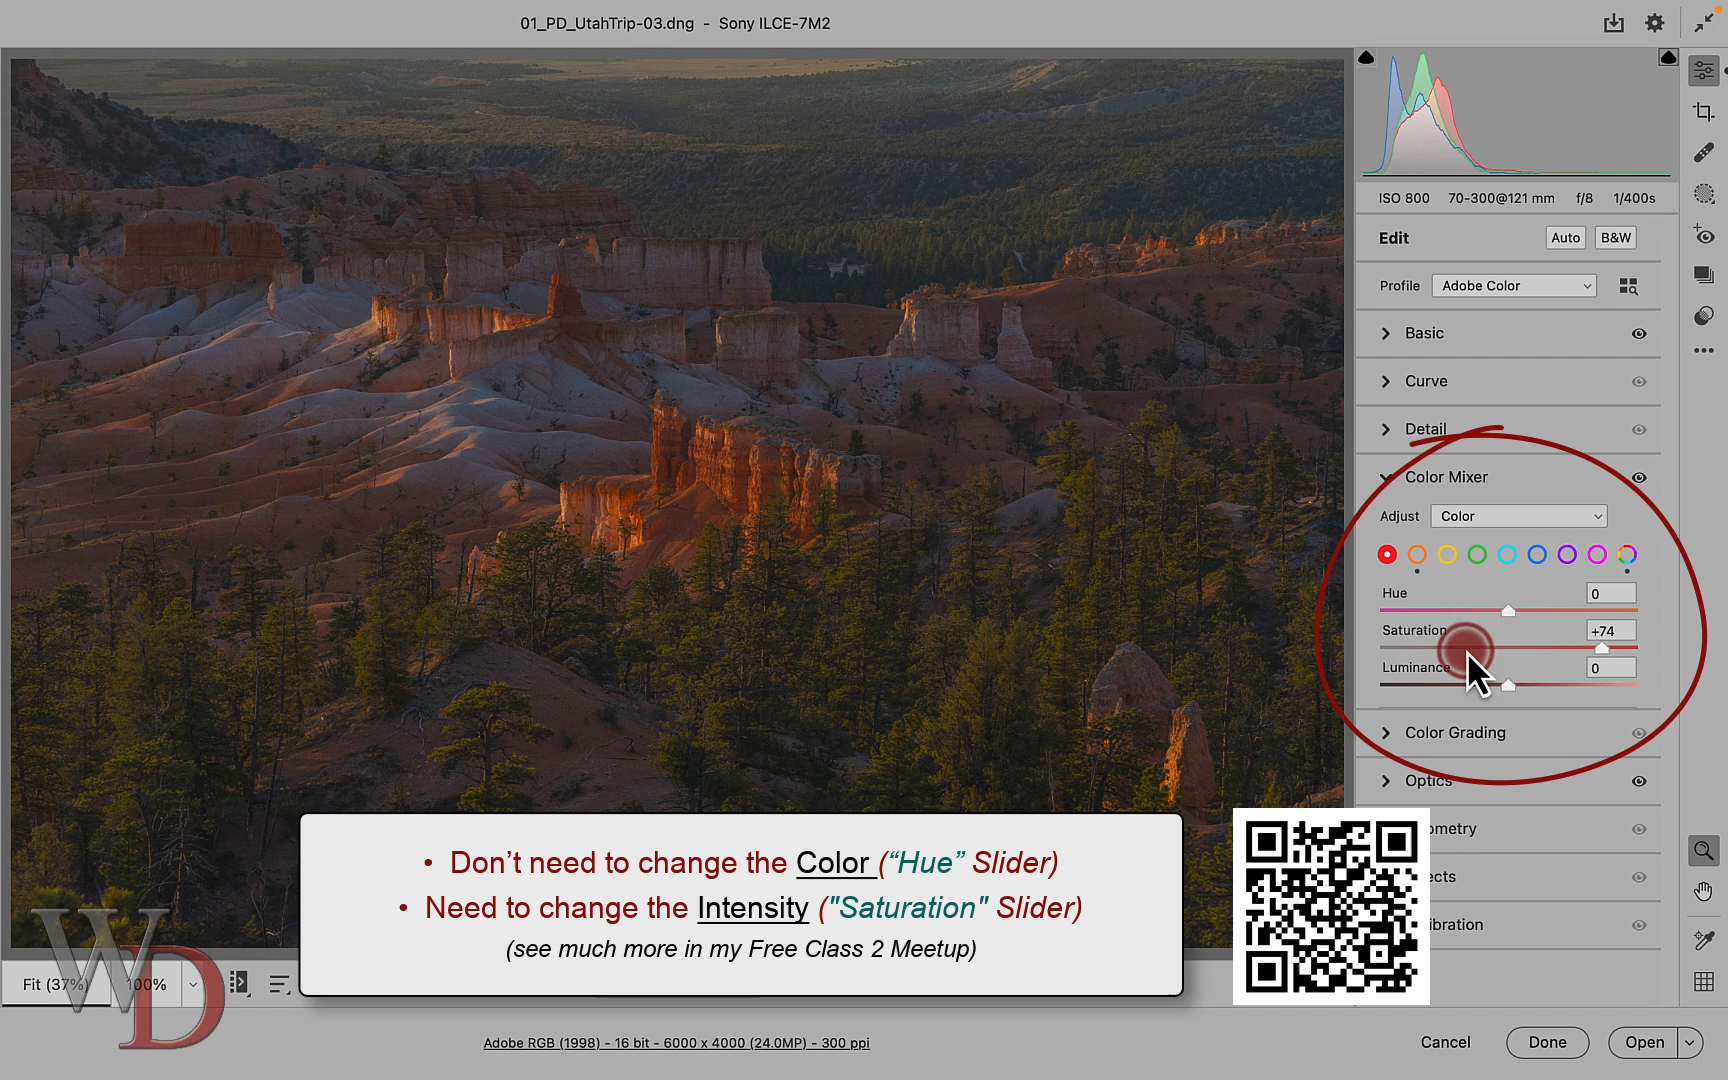 01_PD_UtahTrip-03.dng - Sony ILCE-7M2
ISO 800 70-300@121 mm f/8 1/400s
Edit Auto B&W
Profile Adobe Color
Basic
Curve
Detail
Color Mixer
Adjust Color
Hue 0
Saturation +74
Luminance 0
Color Grading
Optics
ometry
ects
ibration
• Don’t need to change the Color (“Hue” Slider)
• Need to change the Intensity ("Saturation" Slider)
(see much more in my Free Class 2 Meetup)
Fit (37%) 100%
WD
Adobe RGB (1998) - 16 bit - 6000 x 4000 (24.0MP) - 300 ppi
Cancel Done Open